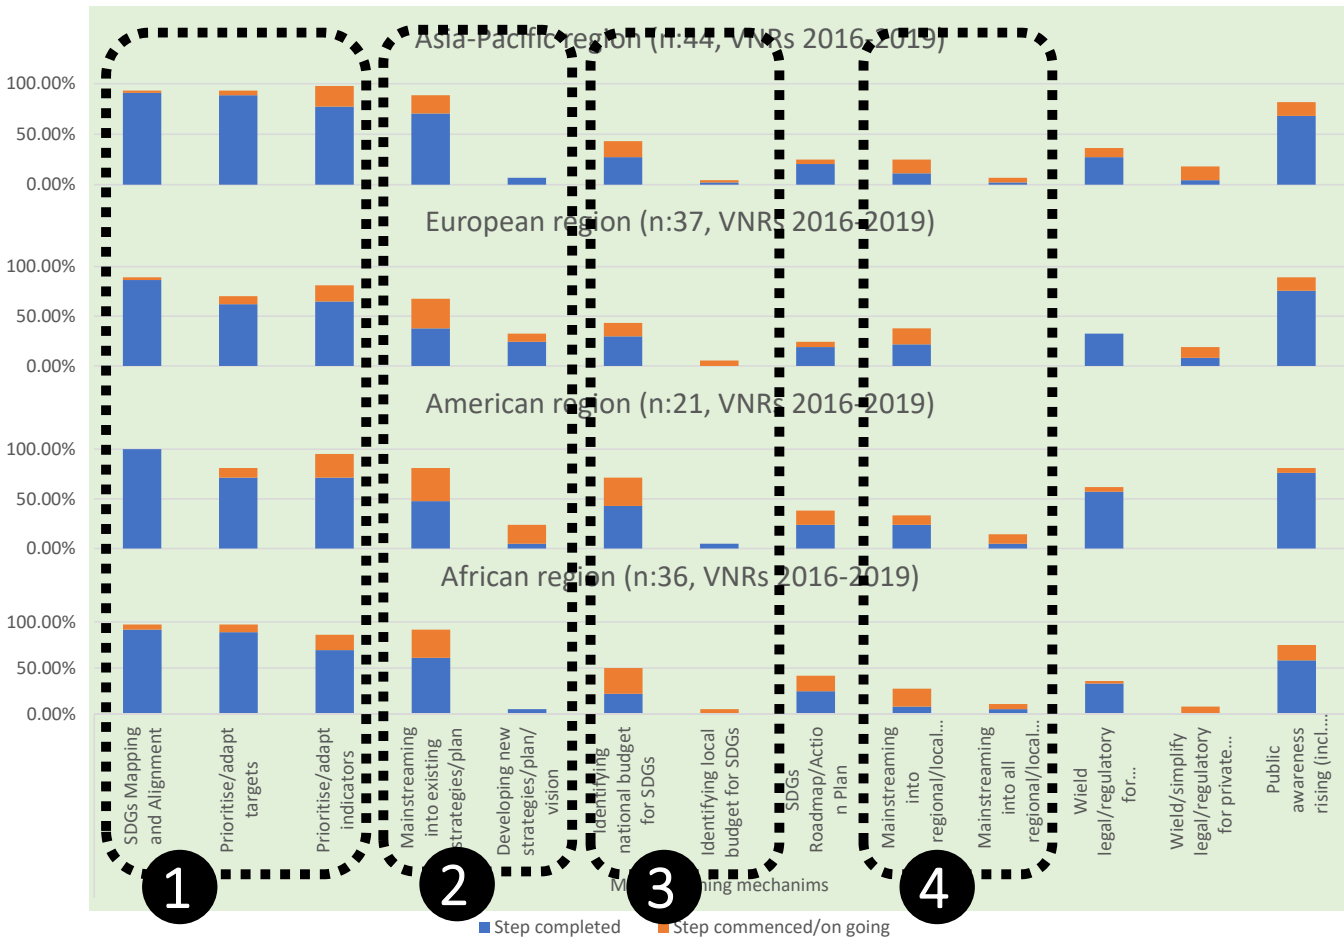 Asia-Pacific region (n:44, VNRs 2016-2019)
100.00%
50.00%
0.00%
European region (n:37, VNRs 2016-2019)
100.00%
50.00%
0.00%
American region (n:21, VNRs 2016-2019)
100.00%
50.00%
0.00%
African region (n:36, VNRs 2016-2019)
100.00%
50.00%
0.00%
SDGs Mapping
and Alignment
Prioritise/adapt
targets
Prioritise/adapt
indicators
Mainstreaming
into existing
strategies/plan
Developing new
strategies/plan/
vision
Identifying
national budget
for SDGs
Identifying local
budget for SDGs
SDGs
Roadmap/Actio
n Plan
Mainstreaming
into
regional/local...
Mainstreaming
into all
regional/local...
Wield
legal/regulatory
for...
Wield/simplify
legal/regulatory
for private...
Public
awareness
rising (incl...
1
2
3
4
mechanims
Step completed
Step commenced/on going